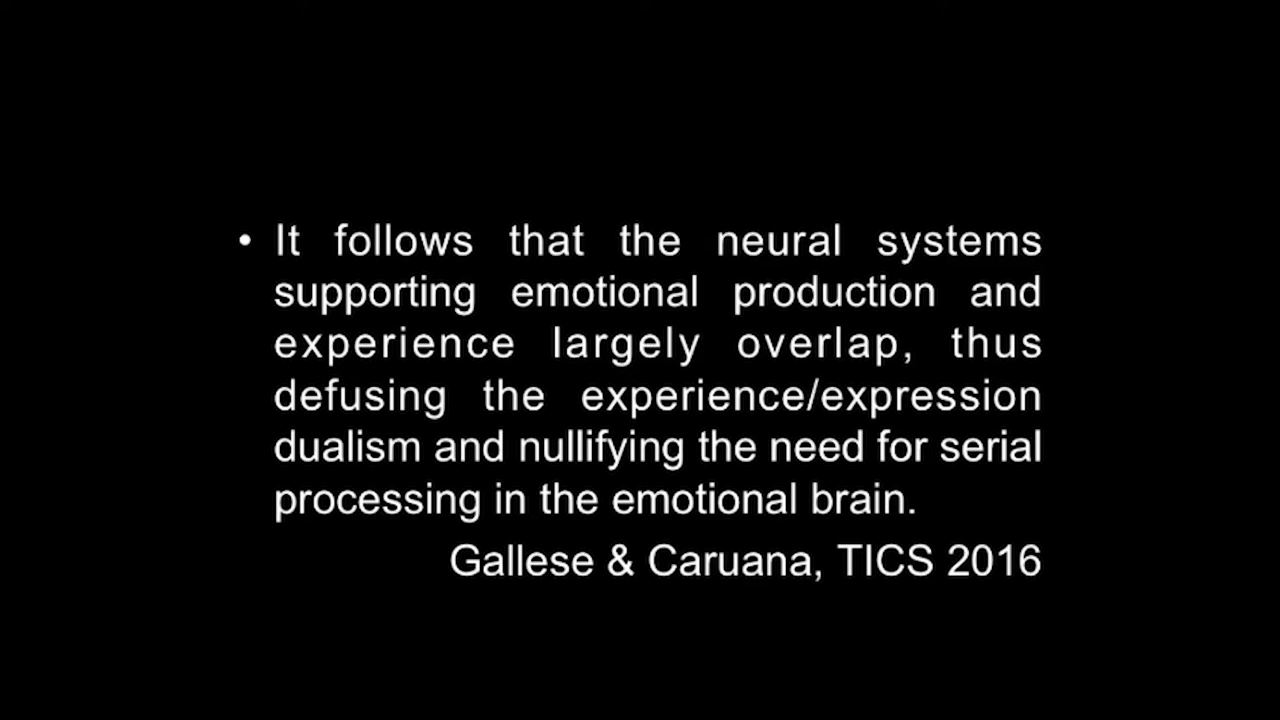 • It follows that the neural systems
supporting emotional production and
experience largely overlap, thus
defusing the experience/expression
dualism and nullifying the need for serial
processing in the emotional brain.
Gallese & Caruana, TICS 2016